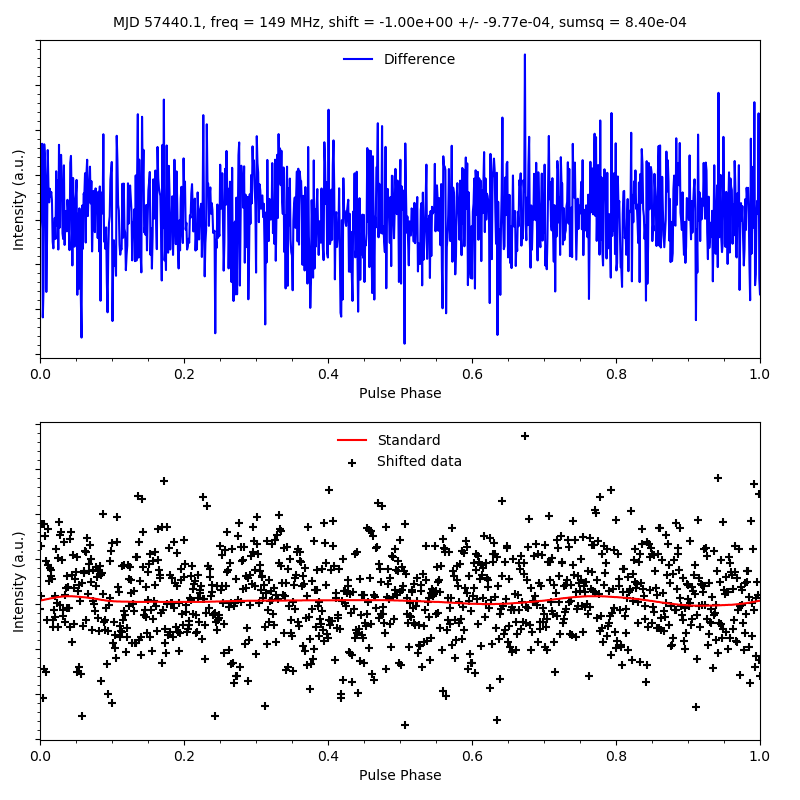 MJD 57440.1, freq = 149 MHz, shift = -1.00e+00 +/- -9.77e-04, sumsq = 8.40e-04
Difference
Intensity (a.u.)
0.0 0.2 0.4 0.6 0.8 1.0
Pulse Phase
Standard
Shifted data
Intensity (a.u.)
0.0 0.2 0.4 0.6 0.8 1.0
Pulse Phase